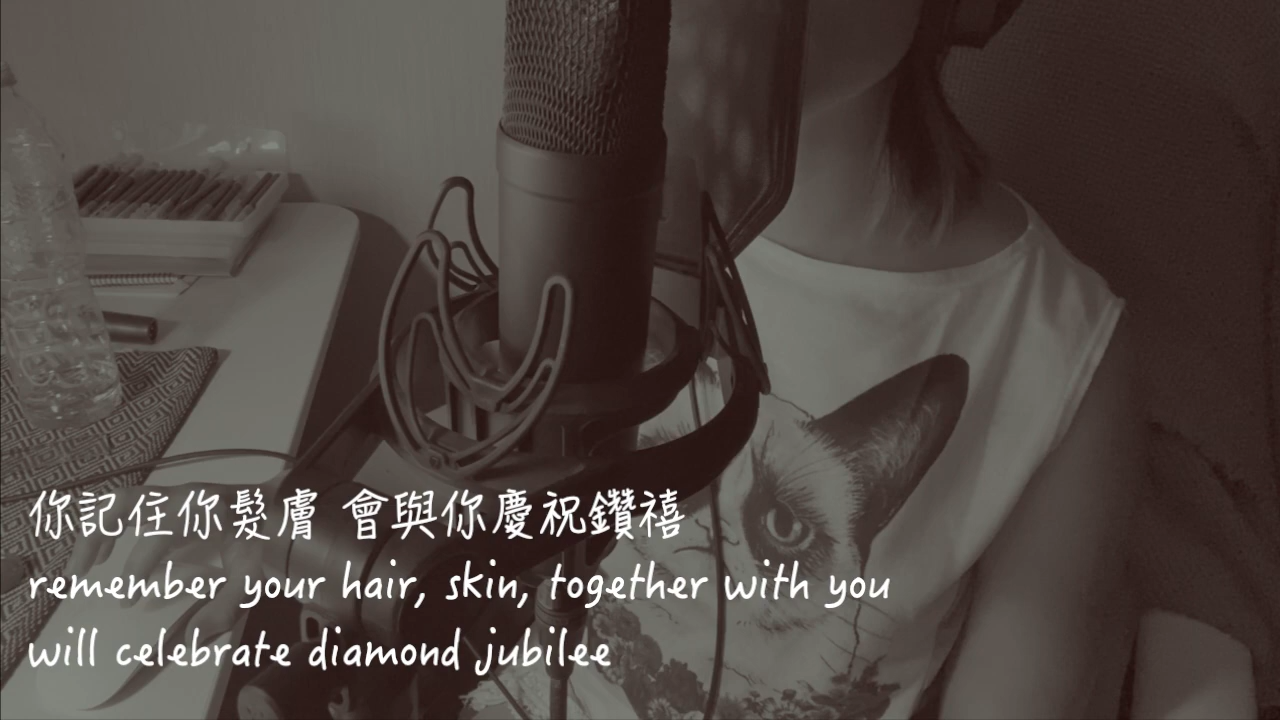 你記住你髮膚 會與你慶祝鑽禧
remember your hair, skin, together with you
will celebrate diamond jubilee